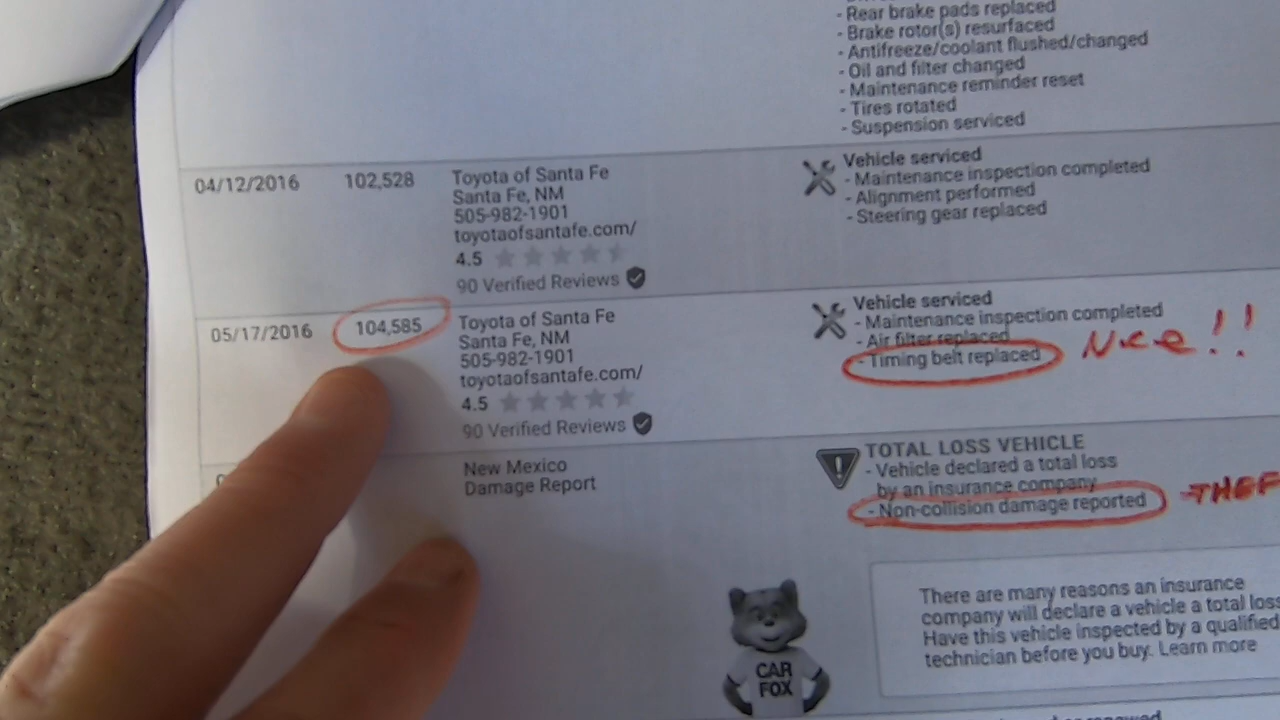 - Rear brake pads replaced
- Brake rotor(s) resurfaced
- Antifreeze/coolant flushed/changed
- Oil and filter changed
- Maintenance reminder reset
- Tires rotated
- Suspension serviced
04/12/2016 102,528 Toyota of Santa Fe
Santa Fe, NM
505-982-1901
toyotaofsantafe.com/
4.5
90 Verified Reviews
Vehicle serviced
- Maintenance inspection completed
- Alignment performed
- Steering gear replaced
05/17/2016 104,585 Toyota of Santa Fe
Santa Fe, NM
505-982-1901
toyotaofsantafe.com/
4.5
90 Verified Reviews
Vehicle serviced
- Maintenance inspection completed
- Air filter replaced
- Timing belt replaced
Nice!!
New Mexico
Damage Report
TOTAL LOSS VEHICLE
- Vehicle declared a total loss
by an insurance company
- Non-collision damage reported
-THEF
There are many reasons an insurance
company will declare a vehicle a total loss
Have this vehicle inspected by a qualified
technician before you buy. Learn more
CAR
FOX